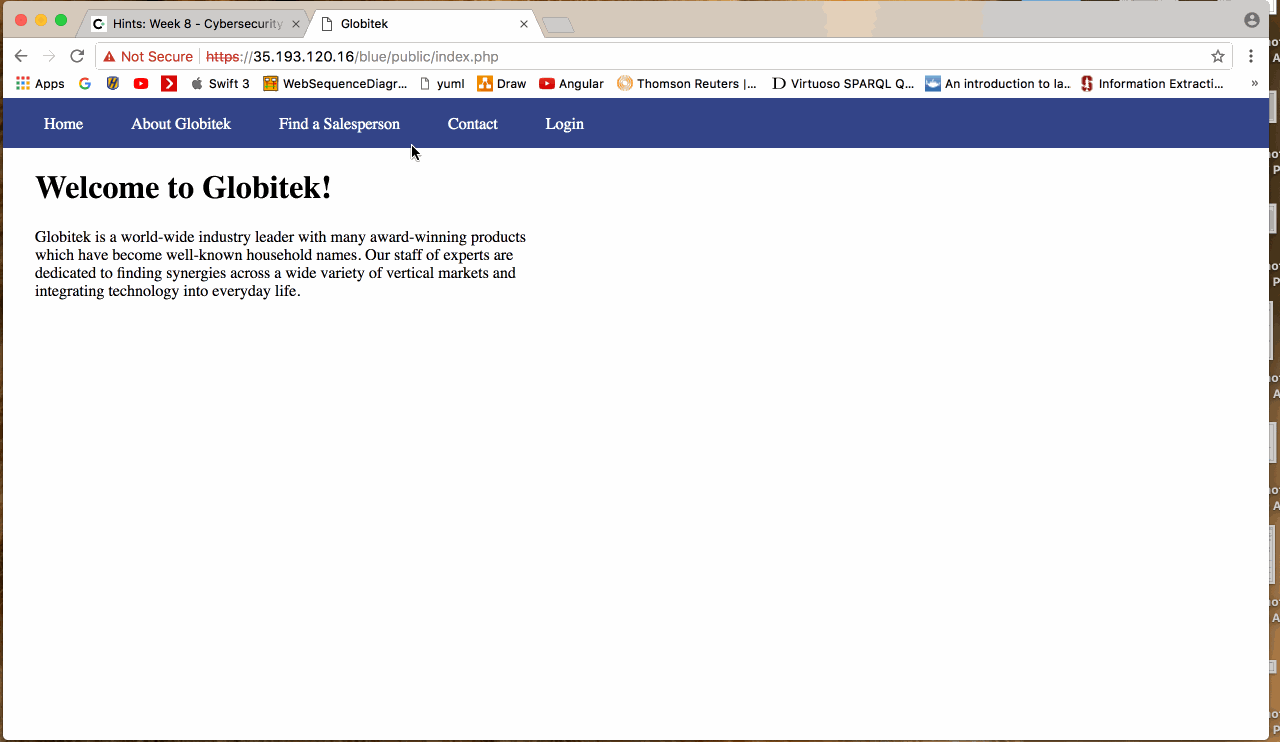 Hints: Week 8 - Cybersecurity
Globitek
Not Secure https://35.193.120.16/blue/public/index.php
Apps Swift 3 WebSequenceDiagr... yuml Draw Angular Thomson Reuters |... D Virtuoso SPARQL Q... An introduction to la... Information Extracti... »
Home About Globitek Find a Salesperson Contact Login
Welcome to Globitek!
Globitek is a world-wide industry leader with many award-winning products
which have become well-known household names. Our staff of experts are
dedicated to finding synergies across a wide variety of vertical markets and
integrating technology into everyday life.